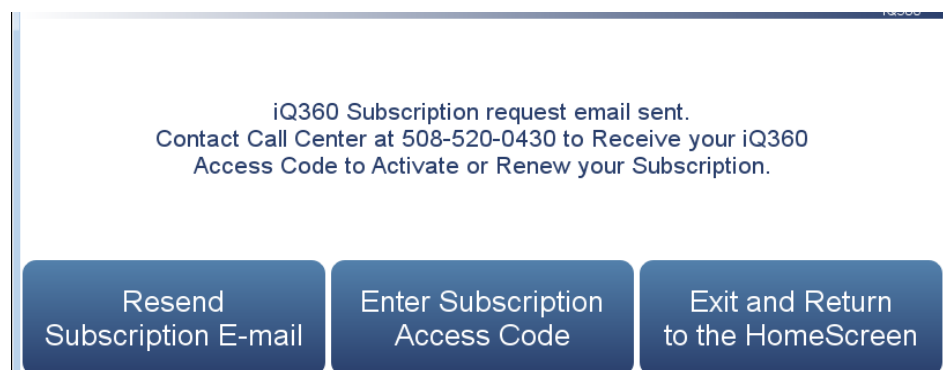 iQ360 Subscription request email sent.
Contact Call Center at 508-520-0430 to Receive your iQ360
Access Code to Activate or Renew your Subscription.
Resend
Subscription E-mail
Enter Subscription
Access Code
Exit and Return
to the HomeScreen